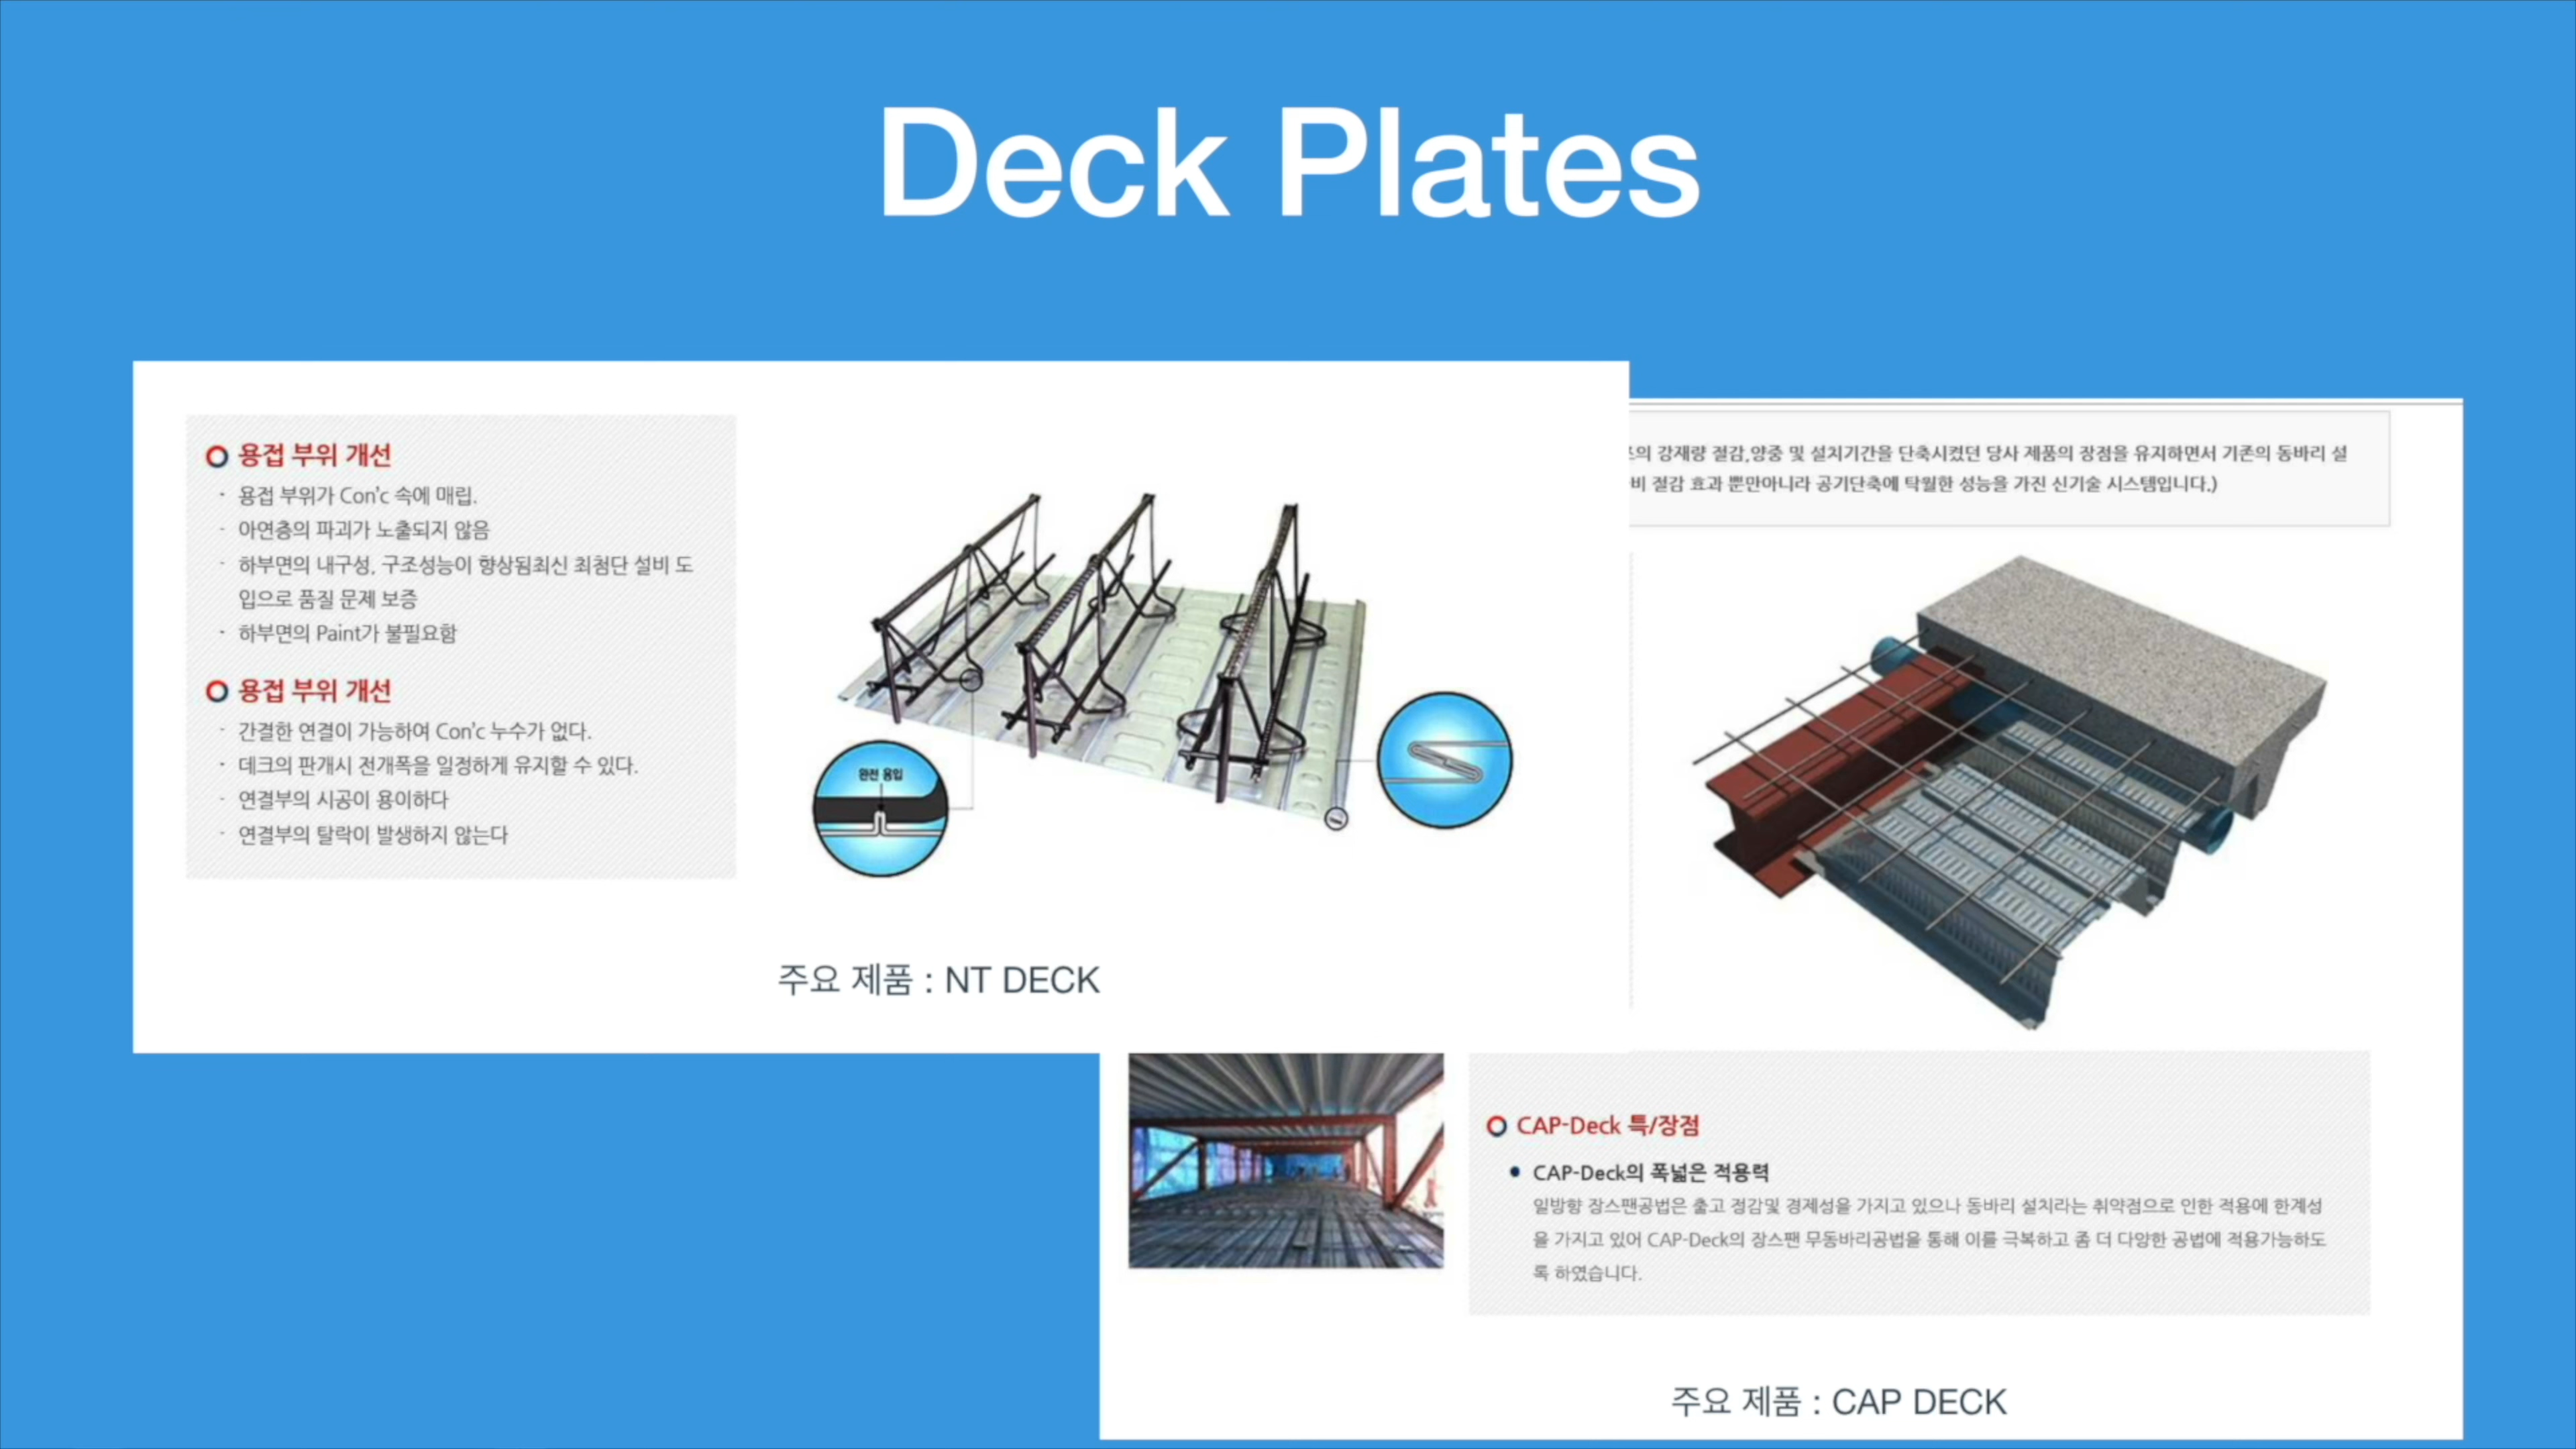 Deck Plates
용접 부위 개선
· 용접 부위가 Con'c 속에 매립.
· 아연층의 파괴가 노출되지 않음
· 하부면의 내구성, 구조성능이 향상됨최신 최첨단 설비 도
입으로 품질 문제 보증
· 하부면의 Paint가 불필요함
용접 부위 개선
· 간결한 연결이 가능하여 Con'c 누수가 없다.
· 데크의 판개시 전개폭을 일정하게 유지할 수 있다.
· 연결부의 시공이 용이하다
· 연결부의 탈락이 발생하지 않는다
완전 용입
주요 제품 : NT DECK
의 강재량 절감,양중 및 설치기간을 단축시켰던 당사 제품의 장점을 유지하면서 기존의 동바리 설
비 절감 효과 뿐만아니라 공기단축에 탁월한 성능을 가진 신기술 시스템입니다.)
CAP-Deck 특/장점
• CAP-Deck의 폭넓은 적용력
일방향 장스팬공법은 출고 정감및 경제성을 가지고 있으나 동바리 설치라는 취약점으로 인한 적용에 한계성
을 가지고 있어 CAP-Deck의 장스팬 무동바리공법을 통해 이를 극복하고 좀 더 다양한 공법에 적용가능하도
록 하였습니다.
주요 제품 : CAP DECK